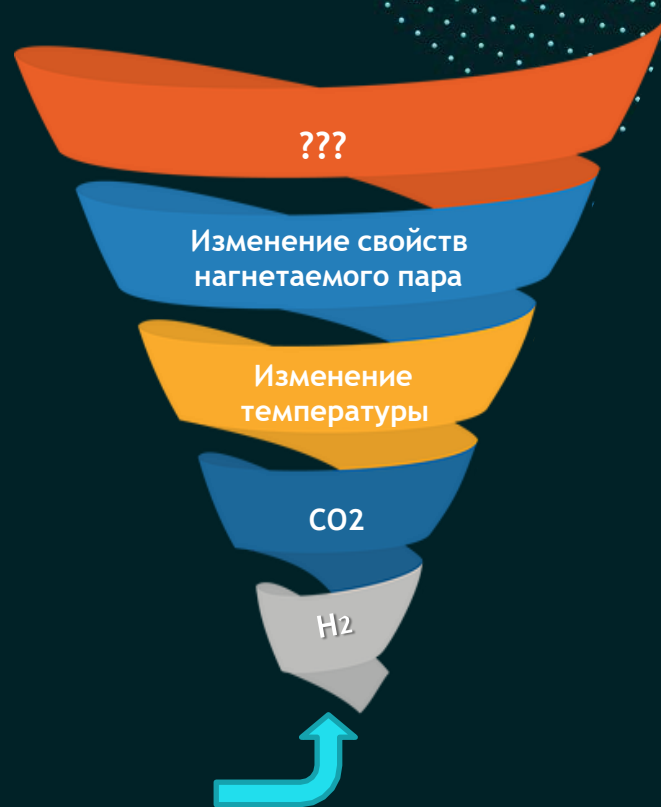 ???
Изменение свойств
нагнетаемого пара
Изменение
температуры
CO2
H2